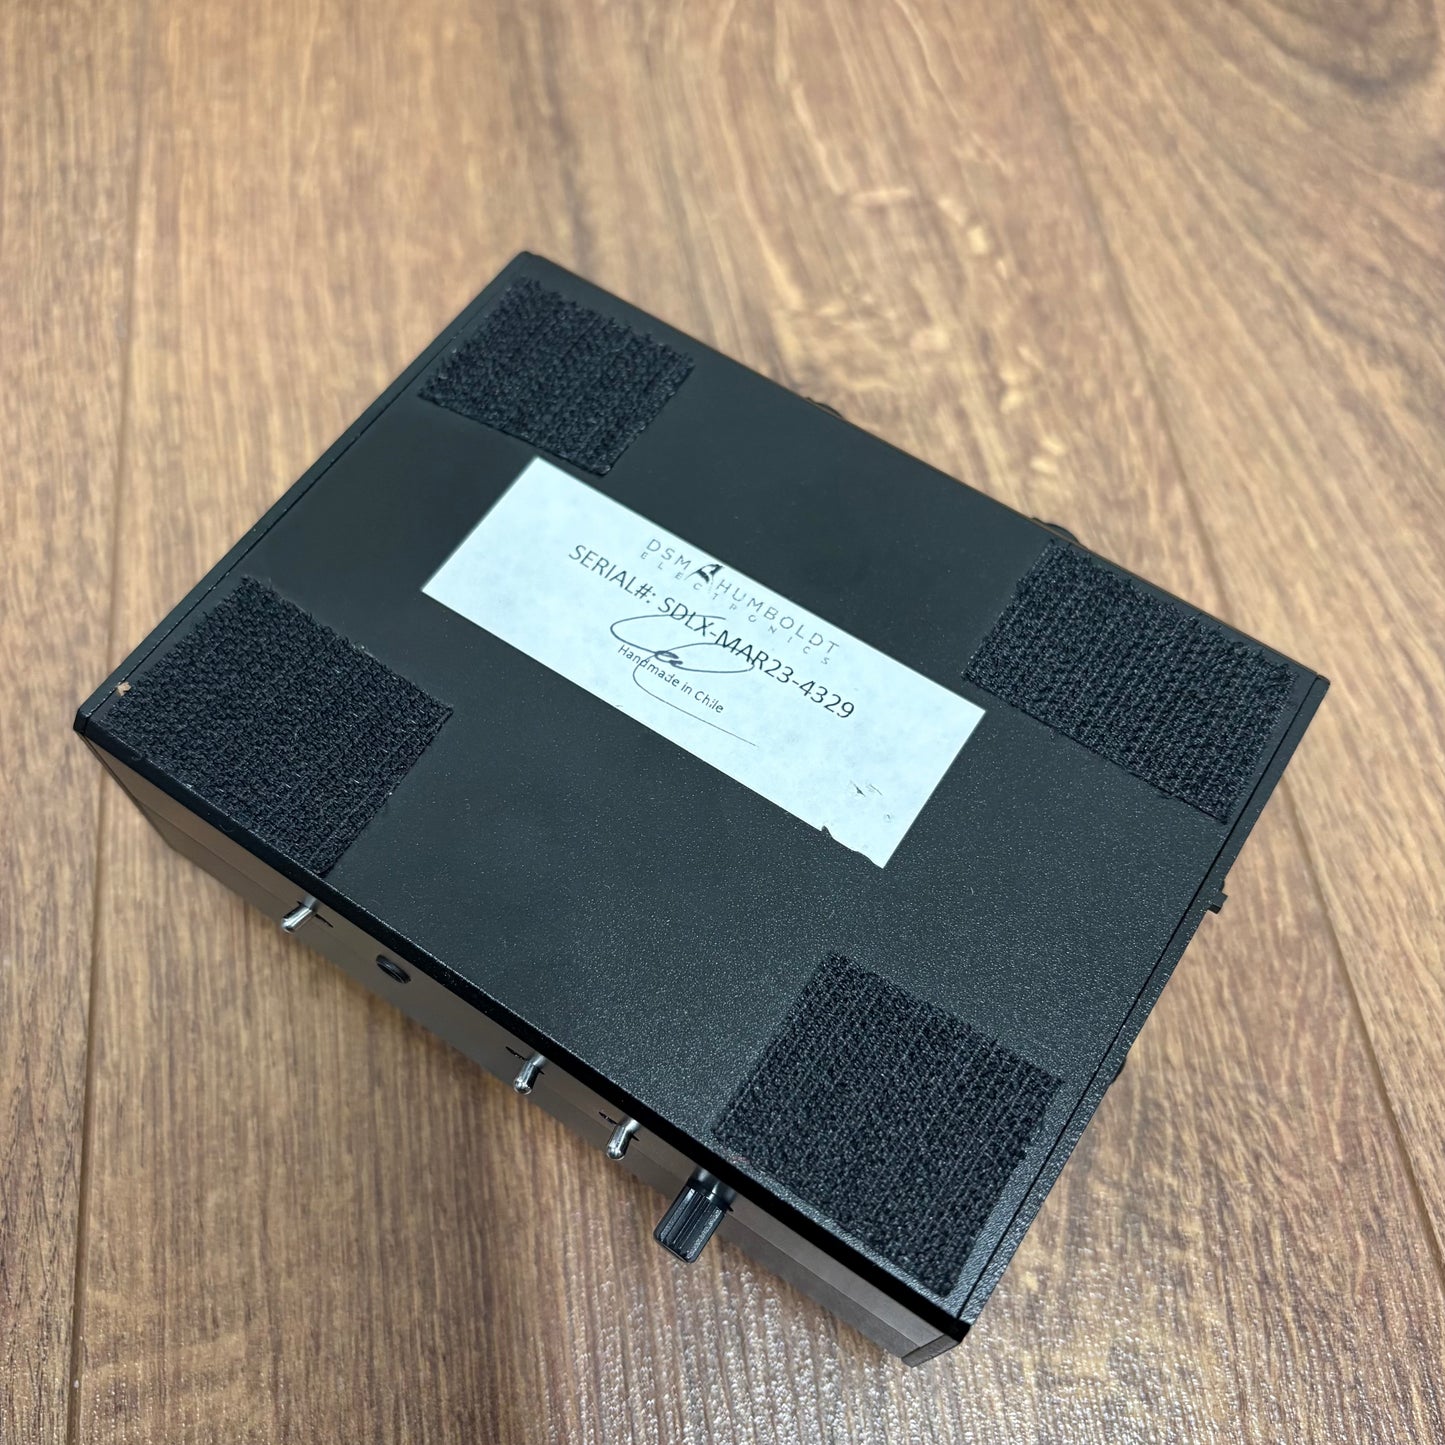 DSM HUMBOLDT
ELECTRONICS
SERIAL#: SDLX-MAR23-4329
Handmade in Chile